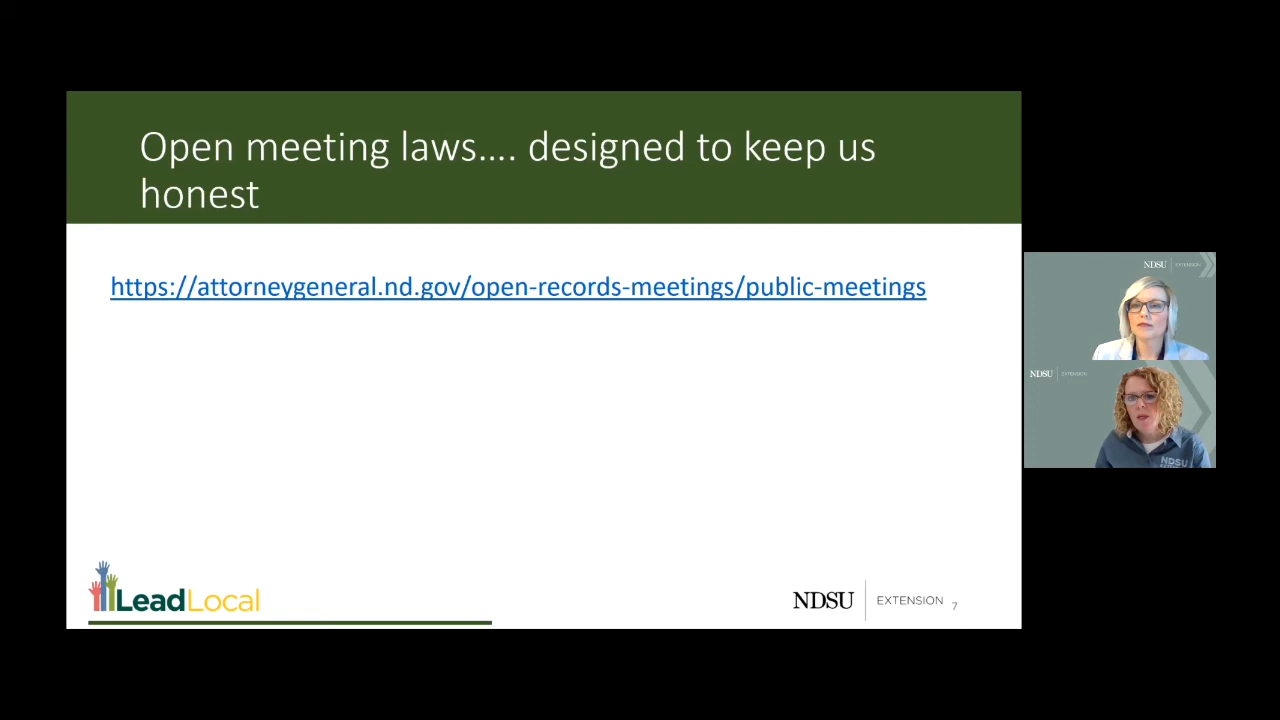 Open meeting laws.... designed to keep us
honest
https://attorneygeneral.nd.gov/open-records-meetings/public-meetings
LeadLocal
NDSU EXTENSION 7
NDSU EXTENSION
NDSU EXTENSION
NDSU